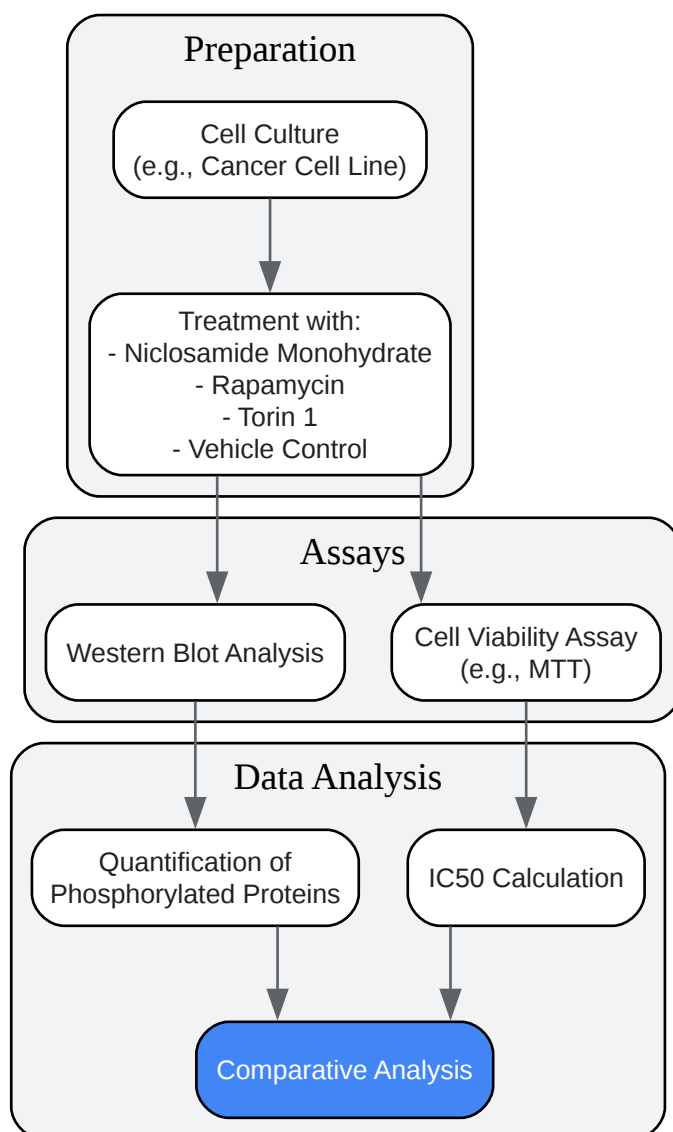 Preparation
Cell Culture
(e.g., Cancer Cell Line)
Treatment with:
- Niclosamide Monohydrate
- Rapamycin
- Torin 1
- Vehicle Control
Assays
Western Blot Analysis
Cell Viability Assay
(e.g., MTT)
Data Analysis
Quantification of
Phosphorylated Proteins
IC50 Calculation
Comparative Analysis